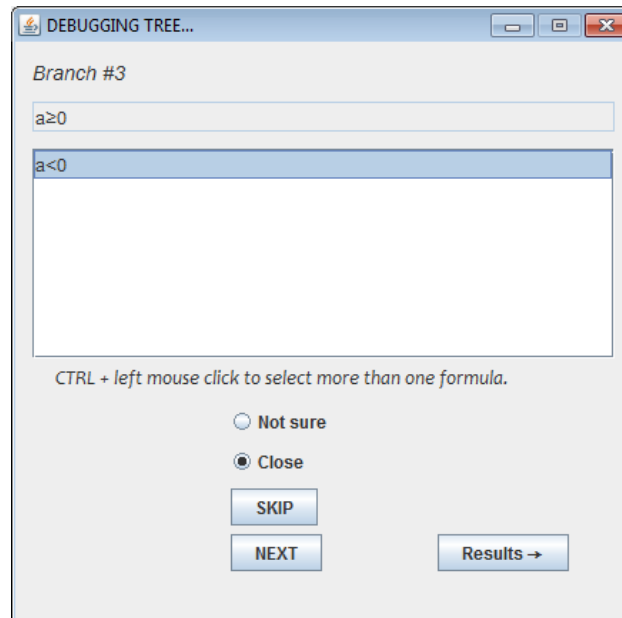 DEBUGGING TREE...
Branch #3
a≥0
a<0
CTRL + left mouse click to select more than one formula.
Not sure
Close
SKIP
NEXT
Results →